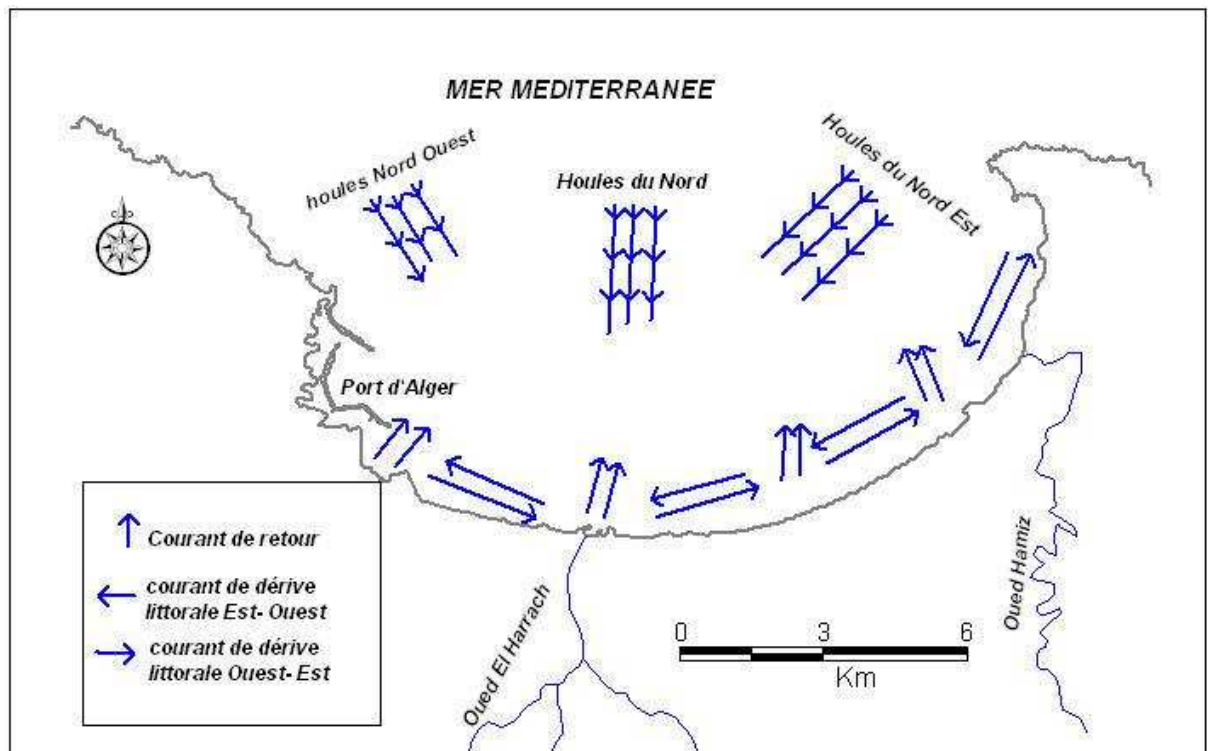 MER MEDITERRANEE
houles Nord Ouest
Houles du Nord
Houles du Nord Est
Port d'Alger
Courant de retour
courant de dérive
littorale Est- Ouest
courant de dérive
littorale Ouest- Est
Oued El Harrach
0 3 6
Km
Oued Hamiz